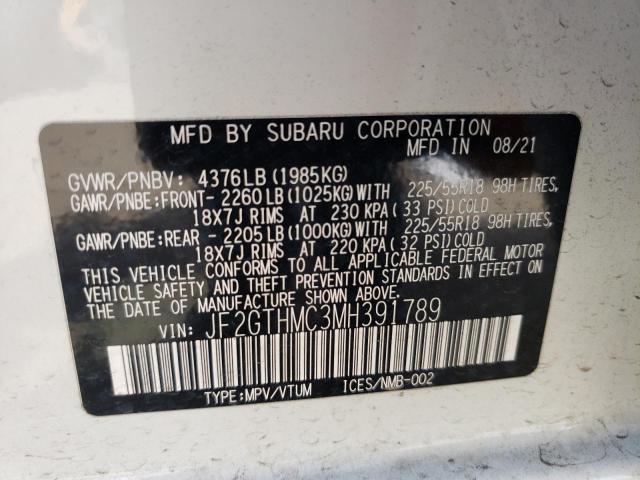 MFD BY SUBARU CORPORATION
MFD IN 08/21
GVWR/PNBV: 4376LB (1985KG)
GAWR/PNBE:FRONT- 2260LB (1025KG)WITH 225/55R18 98H TIRES,
18X7J RIMS AT 230 KPA (33 PSI)COLD
GAWR/PNBE:REAR - 2205LB (1000KG)WITH 225/55R18 98H TIRES,
18X7J RIMS AT 220 KPA (32 PSI)COLD
THIS VEHICLE CONFORMS TO ALL APPLICABLE FEDERAL MOTOR
VEHICLE SAFETY AND THEFT PREVENTION STANDARDS IN EFFECT ON
THE DATE OF MANUFACTURE SHOWN ABOVE.
VIN: JF2GTHMC3MH391789
TYPE:MPV/VTUM ICES/NMB-002